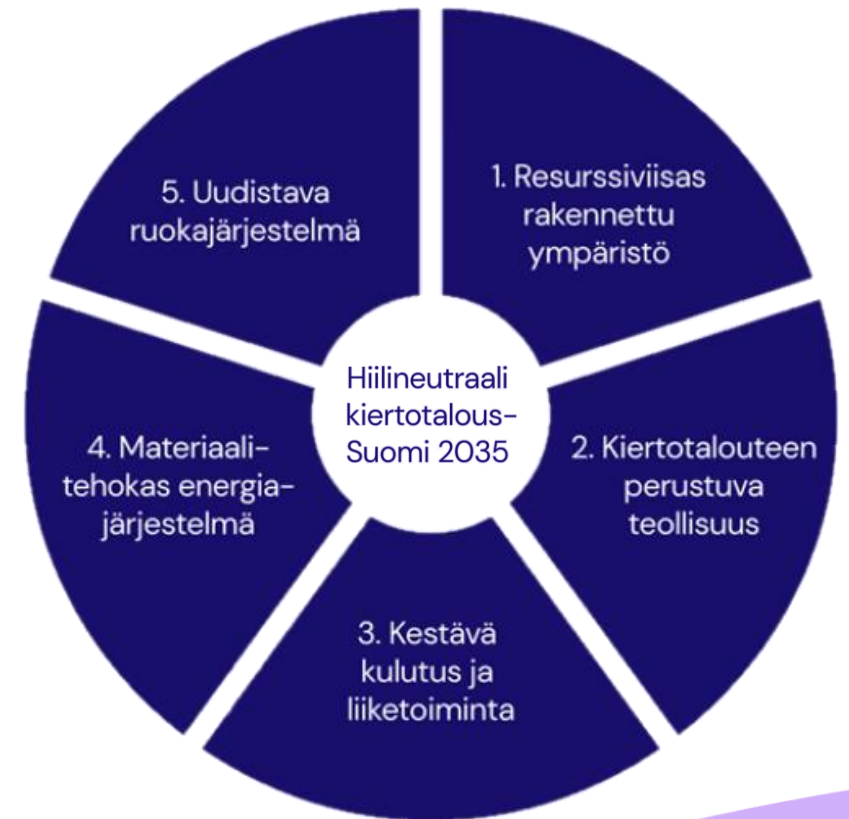 Hiilineutraali
kiertotalous-
Suomi 2035
1. Resurssiviisas
rakennettu
ympäristö
2. Kiertotalouteen
perustuva
teollisuus
3. Kestävä
kulutus ja
liiketoiminta
4. Materiaali-
tehokas energia-
järjestelmä
5. Uudistava
ruokajärjestelmä